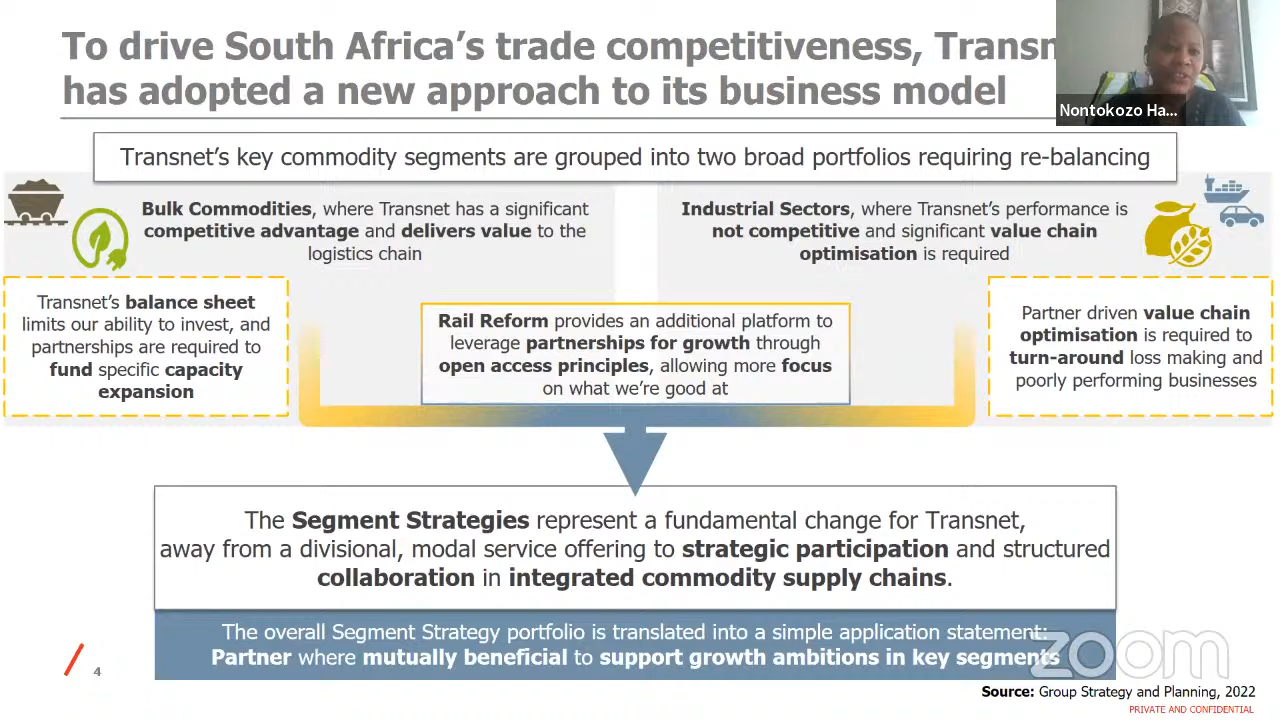 To drive South Africa's trade competitiveness, Transn
has adopted a new approach to its business model
Nontokozo Ha...
Transnet's key commodity segments are grouped into two broad portfolios requiring re-balancing
Bulk Commodities, where Transnet has a significant
competitive advantage and delivers value to the
logistics chain
Industrial Sectors, where Transnet's performance is
not competitive and significant value chain
optimisation is required
Transnet's balance sheet
limits our ability to invest, and
partnerships are required to
fund specific capacity
expansion
Rail Reform provides an additional platform to
leverage partnerships for growth through
open access principles, allowing more focus
on what we're good at
Partner driven value chain
optimisation is required to
turn-around loss making and
poorly performing businesses
The Segment Strategies represent a fundamental change for Transnet,
away from a divisional, modal service offering to strategic participation and structured
collaboration in integrated commodity supply chains.
The overall Segment Strategy portfolio is translated into a simple application statement:
Partner where mutually beneficial to support growth ambitions in key segments
zoom
4
Source: Group Strategy and Planning, 2022
PRIVATE AND CONFIDENTIAL